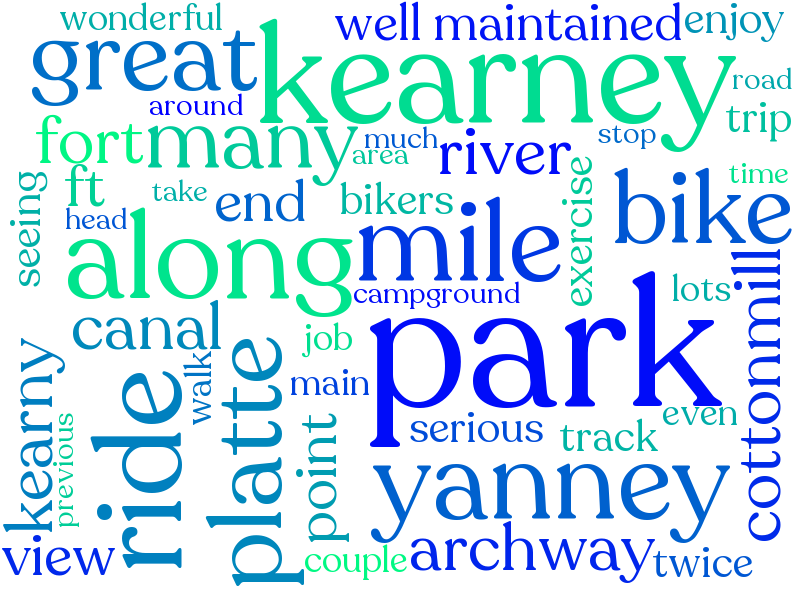 wonderful
well maintained
enjoy
great
kearney
road
around
trip
fort
many
much
river
stop
area
time
seeing
ft
take
end
bikers
exercise
bike
head
along
mile
campground
lots
cottonmill
canal
job
park
kearny
ride
walk
platte
main
previous
point
serious
track
even
yanney
view
couple
archway
twice